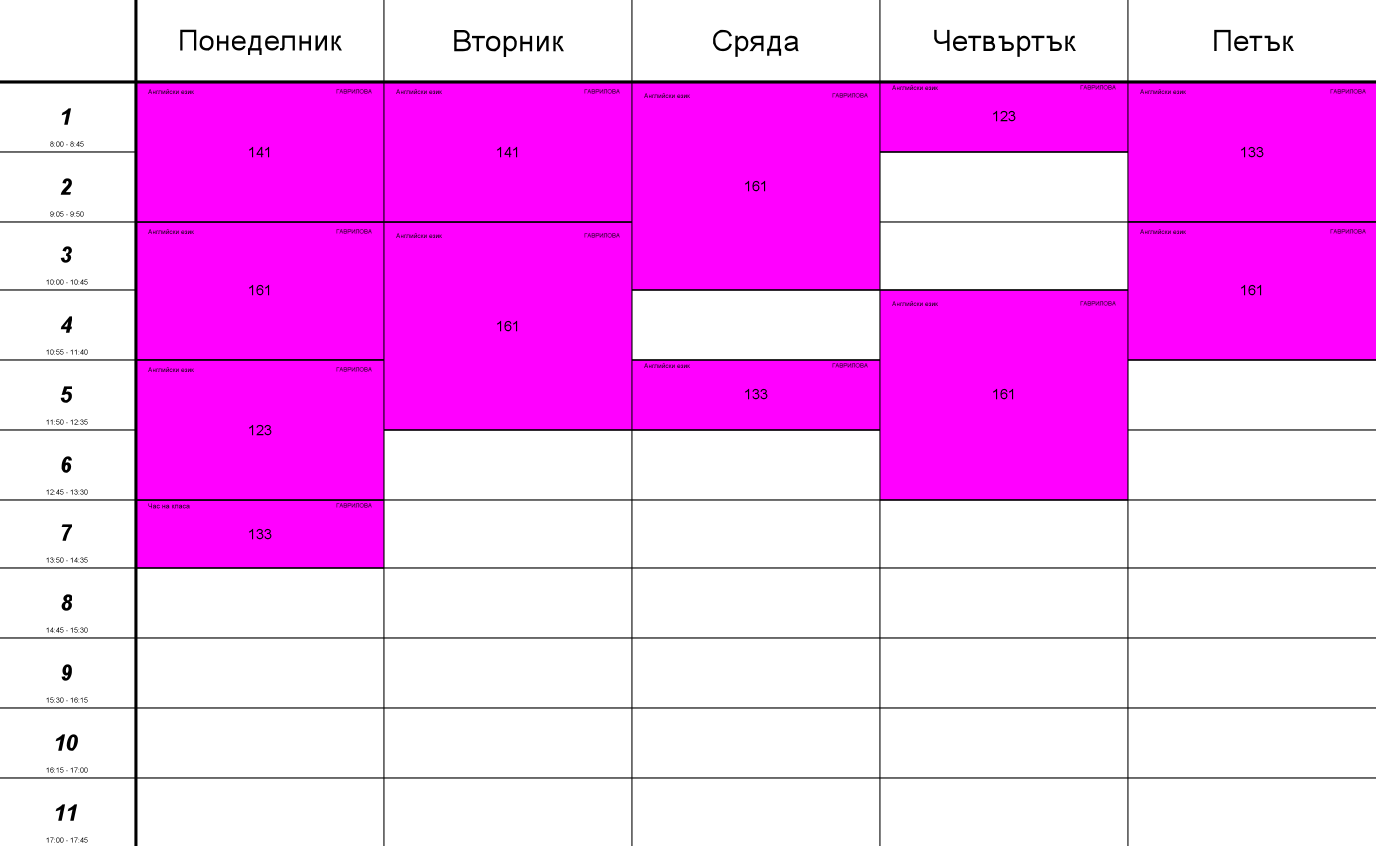 Понеделник Вторник Сряда Четвъртък Петък
1
8:00 - 8:45
2
9:05 - 9:50
3
10:00 - 10:45
4
10:55 - 11:40
5
11:50 - 12:35
6
12:45 - 13:30
7
13:50 - 14:35
8
14:45 - 15:30
9
15:30 - 16:15
10
16:15 - 17:00
11
17:00 - 17:45
Английски език ГАВРИЛОВА
141
Английски език ГАВРИЛОВА
161
Английски език ГАВРИЛОВА
123
Час на класа ГАВРИЛОВА
133
Английски език ГАВРИЛОВА
141
Английски език ГАВРИЛОВА
161
Английски език ГАВРИЛОВА
161
Английски език ГАВРИЛОВА
133
Английски език ГАВРИЛОВА
123
Английски език ГАВРИЛОВА
161
Английски език ГАВРИЛОВА
133
Английски език ГАВРИЛОВА
161